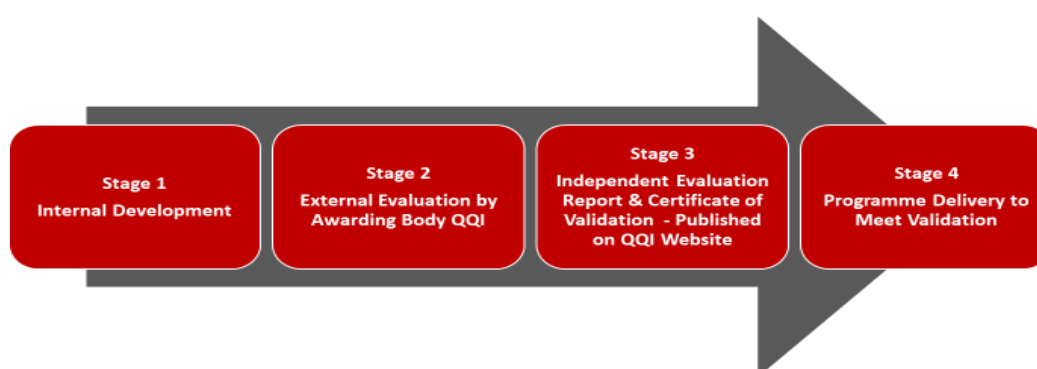 Stage 1
Internal Development
Stage 2
External Evaluation by
Awarding Body QQI
Stage 3
Independent Evaluation
Report & Certificate of
Validation - Published
on QQI Website
Stage 4
Programme Delivery to
Meet Validation